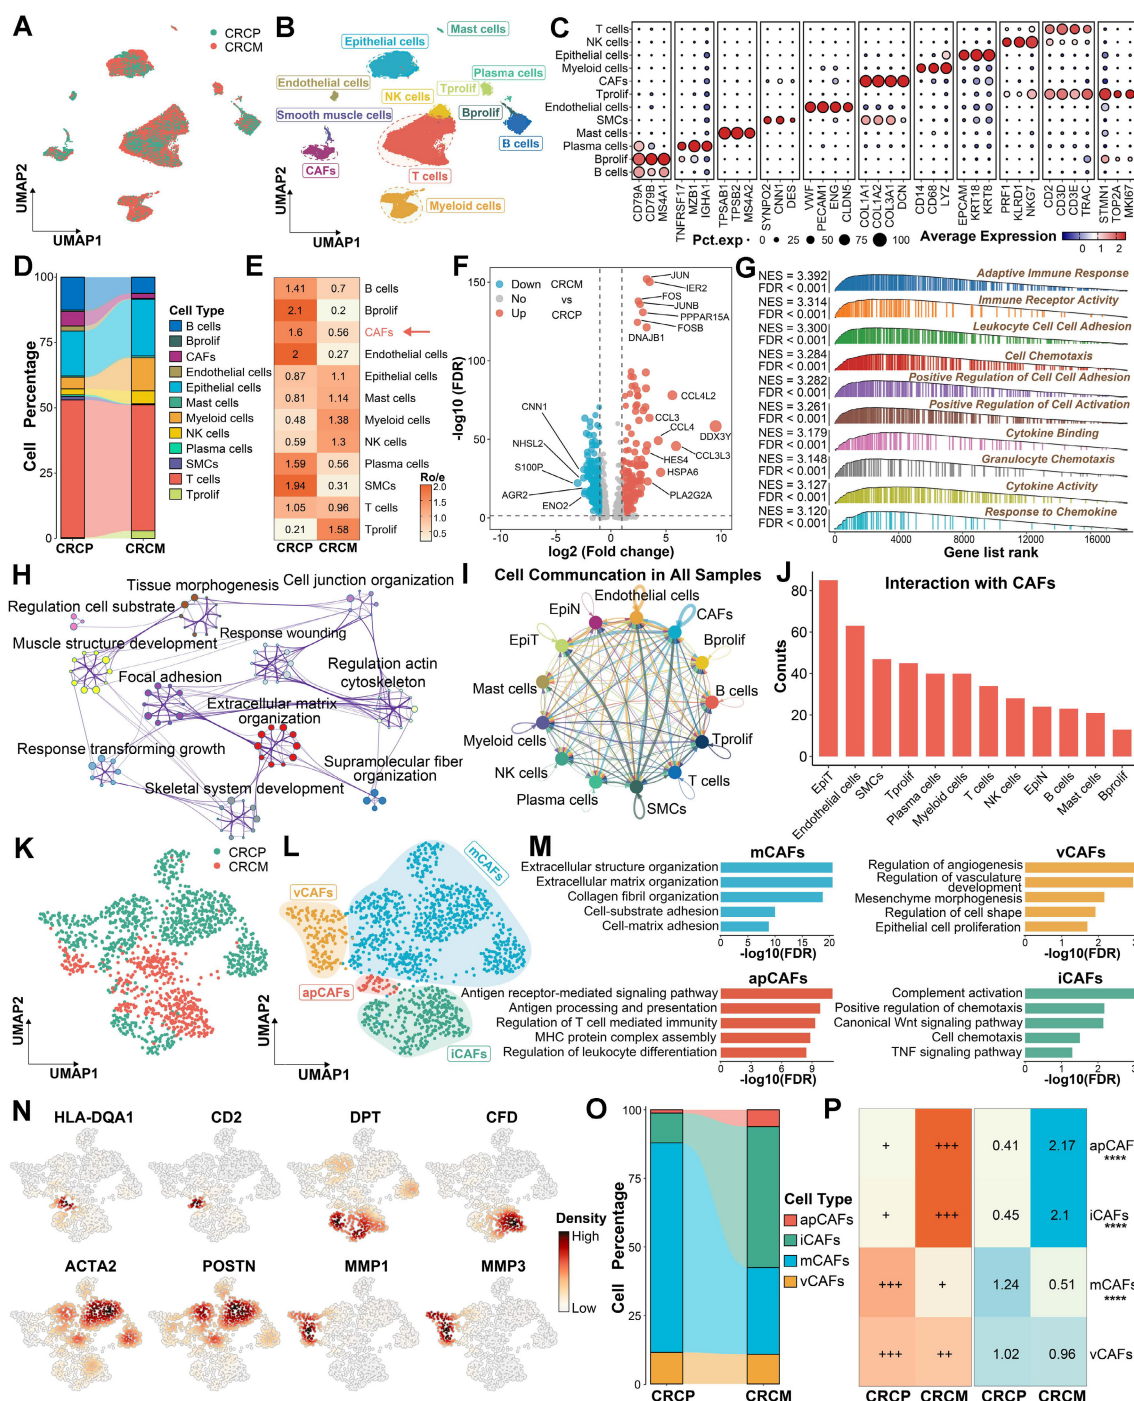 A
CRCP
CRCM
UMAP2
UMAP1
B
Epithelial cells
Mast cells
Endothelial cells
Plasma cells
Tprolif
NK cells
Smooth muscle cells
Bprolif
B cells
CAFs
T cells
Myeloid cells
UMAP1
C
T cells
NK cells
Epithelial cells
Myeloid cells
CAFs
Tprolif
Endothelial cells
SMCs
Mast cells
Plasma cells
Bprolif
B cells
CD79A
CD79B
MS4A1
TNFRSF17
MZB1
IGHA1
TPSAB1
TPSB2
MS4A2
SYNPO2
CNN1
DES
VWF
PECAM1
ENG
CLDN5
COL1A1
COL1A2
COL3A1
DCN
CD14
CD68
LYZ
EPCAM
KRT18
KRT8
PRF1
KLRD1
NKG7
CD2
CD3D
CD3E
TRAC
STMN1
TOP2A
MKI67
Pct.exp 0 25 50 75 100
Average Expression
0 1 2
D
Cell Percentage
100
75
50
25
0
CRCP CRCM
Cell Type
B cells
Bprolif
CAFs
Endothelial cells
Epithelial cells
Mast cells
Myeloid cells
NK cells
Plasma cells
SMCs
T cells
Tprolif
E
1.41 0.7 B cells
2.1 0.2 Bprolif
1.6 0.56 CAFs
2 0.27 Endothelial cells
0.87 1.1 Epithelial cells
0.81 1.14 Mast cells
0.48 1.38 Myeloid cells
0.59 1.3 NK cells
1.59 0.56 Plasma cells
1.94 0.31 SMCs
1.05 0.96 T cells
0.21 1.58 Tprolif
CRCP CRCM
Ro/e
2.0
1.5
1.0
0.5
F
Down
No
Up
CRCM
vs
CRCP
-log10 (FDR)
150
100
50
0
JUN
IER2
FOS
JUNB
PPPAR15A
FOSB
DNAJB1
CCL4L2
CCL3
CCL4
DDX3Y
CCL3L3
HES4
HSPA6
PLA2G2A
CNN1
NHSL2
S100P
AGR2
ENO2
-10 -5 0 5 10
log2 (Fold change)
G
NES = 3.392
FDR < 0.001
Adaptive Immune Response
NES = 3.314
FDR < 0.001
Immune Receptor Activity
NES = 3.300
FDR < 0.001
Leukocyte Cell Cell Adhesion
NES = 3.284
FDR < 0.001
Cell Chemotaxis
NES = 3.282
FDR < 0.001
Positive Regulation of Cell Cell Adhesion
NES = 3.261
FDR < 0.001
Positive Regulation of Cell Activation
NES = 3.179
FDR < 0.001
Cytokine Binding
NES = 3.148
FDR < 0.001
Granulocyte Chemotaxis
NES = 3.127
FDR < 0.001
Cytokine Activity
NES = 3.120
FDR < 0.001
Response to Chemokine
0 4000 8000 12000 16000
Gene list rank
H
Tissue morphogenesis
Cell junction organization
Regulation cell substrate
Muscle structure development
Response wounding
Focal adhesion
Regulation actin
cytoskeleton
Extracellular matrix
organization
Response transforming growth
Supramolecular fiber
organization
Skeletal system development
I
Cell Communcation in All Samples
Endothelial cells
EpiN
CAFs
EpiT
Bprolif
Mast cells
B cells
Myeloid cells
Tprolif
NK cells
T cells
Plasma cells
SMCs
J
Interaction with CAFs
Conuts
80
60
40
20
0
EpiT
Endothelial cells
SMCs
Tprolif
Plasma cells
Myeloid cells
T cells
NK cells
EpiN
B cells
Mast cells
Bprolif
K
CRCP
CRCM
UMAP2
UMAP1
L
mCAFs
vCAFs
apCAFs
iCAFs
UMAP2
UMAP1
M
mCAFs
Extracellular structure organization
Extracellular matrix organization
Collagen fibril organization
Cell-substrate adhesion
Cell-matrix adhesion
0 5 10 15 20
-log10(FDR)
vCAFs
Regulation of angiogenesis
Regulation of vasculature
development
Mesenchyme morphogenesis
Regulation of cell shape
Epithelial cell proliferation
0 1 2 3
-log10(FDR)
apCAFs
Antigen receptor-mediated signaling pathway
Antigen processing and presentation
Regulation of T cell mediated immunity
MHC protein complex assembly
Regulation of leukocyte differentiation
0 3 6 9
-log10(FDR)
iCAFs
Complement activation
Positive regulation of chemotaxis
Canonical Wnt signaling pathway
Cell chemotaxis
TNF signaling pathway
0 1 2 3
-log10(FDR)
N
HLA-DQA1
CD2
DPT
CFD
ACTA2
POSTN
MMP1
MMP3
Density
High
Low
O
Cell Percentage
100
75
50
25
0
CRCP CRCM
Cell Type
apCAFs
iCAFs
mCAFs
vCAFs
P
+ +++ 0.41 2.17 apCAF
****
+ +++ 0.45 2.1 iCAFs
****
+++ + 1.24 0.51 mCAFs
****
+++ ++ 1.02 0.96 vCAFs
CRCP CRCM CRCP CRCM